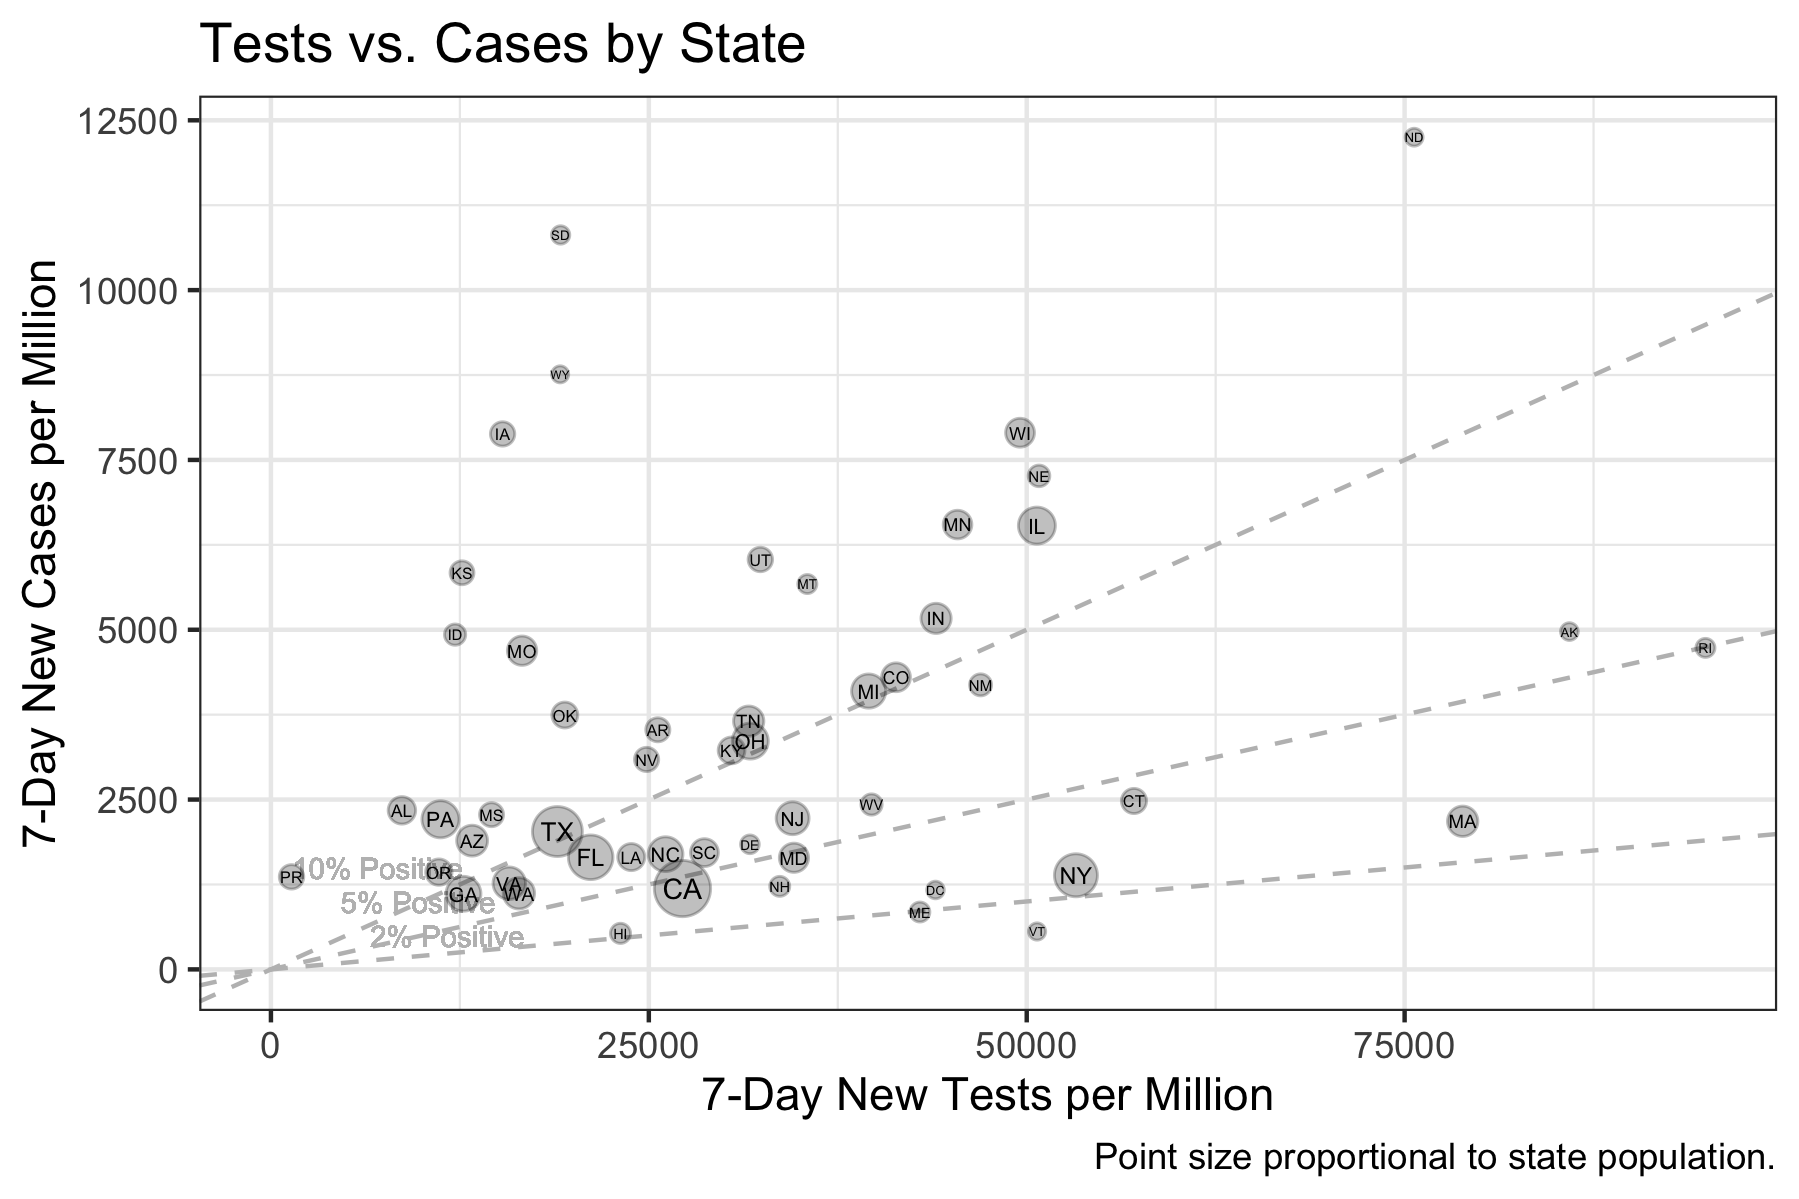 Tests vs. Cases by State
7-Day New Cases per Million
12500
10000
7500
5000
2500
0
ND
SD
WY
IA
WI
NE
MN
IL
UT
KS
MT
IN
ID
AK
MO
RI
CO
MI
NM
OK
TN
AR
OH
KY
NV
WV
CT
AL
MS
PA
NJ
MA
TX
AZ
DE
FL
LA
NC
SC
MD
10% Positive
OR
PR
NY
VA
WA
GA
CA
NH
DC
5% Positive
ME
2% Positive
HI
VT
0
25000
50000
75000
7-Day New Tests per Million
Point size proportional to state population.